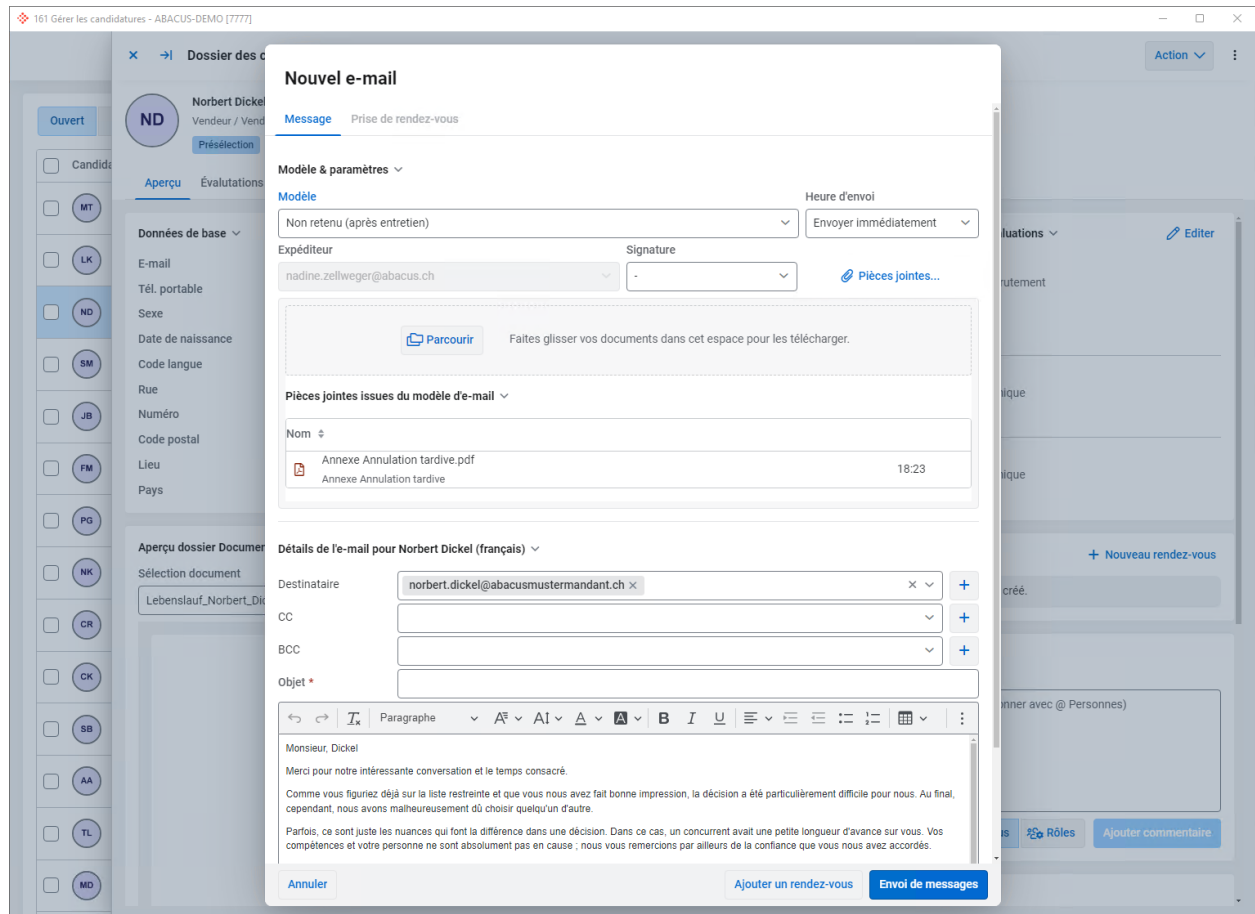 161 Gérer les candidatures - ABACUS-DEMO [7777]
Dossier des c
Action
ND
Norbert Dickel
Vendeur / Vend
Présélection
Ouvert
Candida
Aperçu
Évalutations
MT
LK
ND
SM
JB
FM
PG
NK
CR
CK
SB
AA
TL
MD
Données de base
E-mail
Tél. portable
Sexe
Date de naissance
Code langue
Rue
Numéro
Code postal
Lieu
Pays
Aperçu dossier Documen
Sélection document
Lebenslauf_Norbert_Dic
Nouvel e-mail
Message
Prise de rendez-vous
Modèle & paramètres
Modèle
Heure d'envoi
Non retenu (après entretien)
Envoyer immédiatement
Expéditeur
Signature
nadine.zellweger@abacus.ch
-
Pièces jointes...
Parcourir
Faites glisser vos documents dans cet espace pour les télécharger.
Pièces jointes issues du modèle d'e-mail
Nom
Annexe Annulation tardive.pdf
18:23
Annexe Annulation tardive
Détails de l'e-mail pour Norbert Dickel (français)
Destinataire
norbert.dickel@abacusmustermandant.ch
CC
BCC
Objet *
Paragraphe
Monsieur, Dickel
Merci pour notre intéressante conversation et le temps consacré.
Comme vous figuriez déjà sur la liste restreinte et que vous nous avez fait bonne impression, la décision a été particulièrement difficile pour nous. Au final,
cependant, nous avons malheureusement dû choisir quelqu'un d'autre.
Parfois, ce sont juste les nuances qui font la différence dans une décision. Dans ce cas, un concurrent avait une petite longueur d'avance sur vous. Vos
compétences et votre personne ne sont absolument pas en cause ; nous vous remercions par ailleurs de la confiance que vous nous avez accordés.
Annuler
Ajouter un rendez-vous
Envoi de messages
luations
Editer
rutement
ique
ique
Nouveau rendez-vous
créé.
onner avec @ Personnes)
us
Rôles
Ajouter commentaire